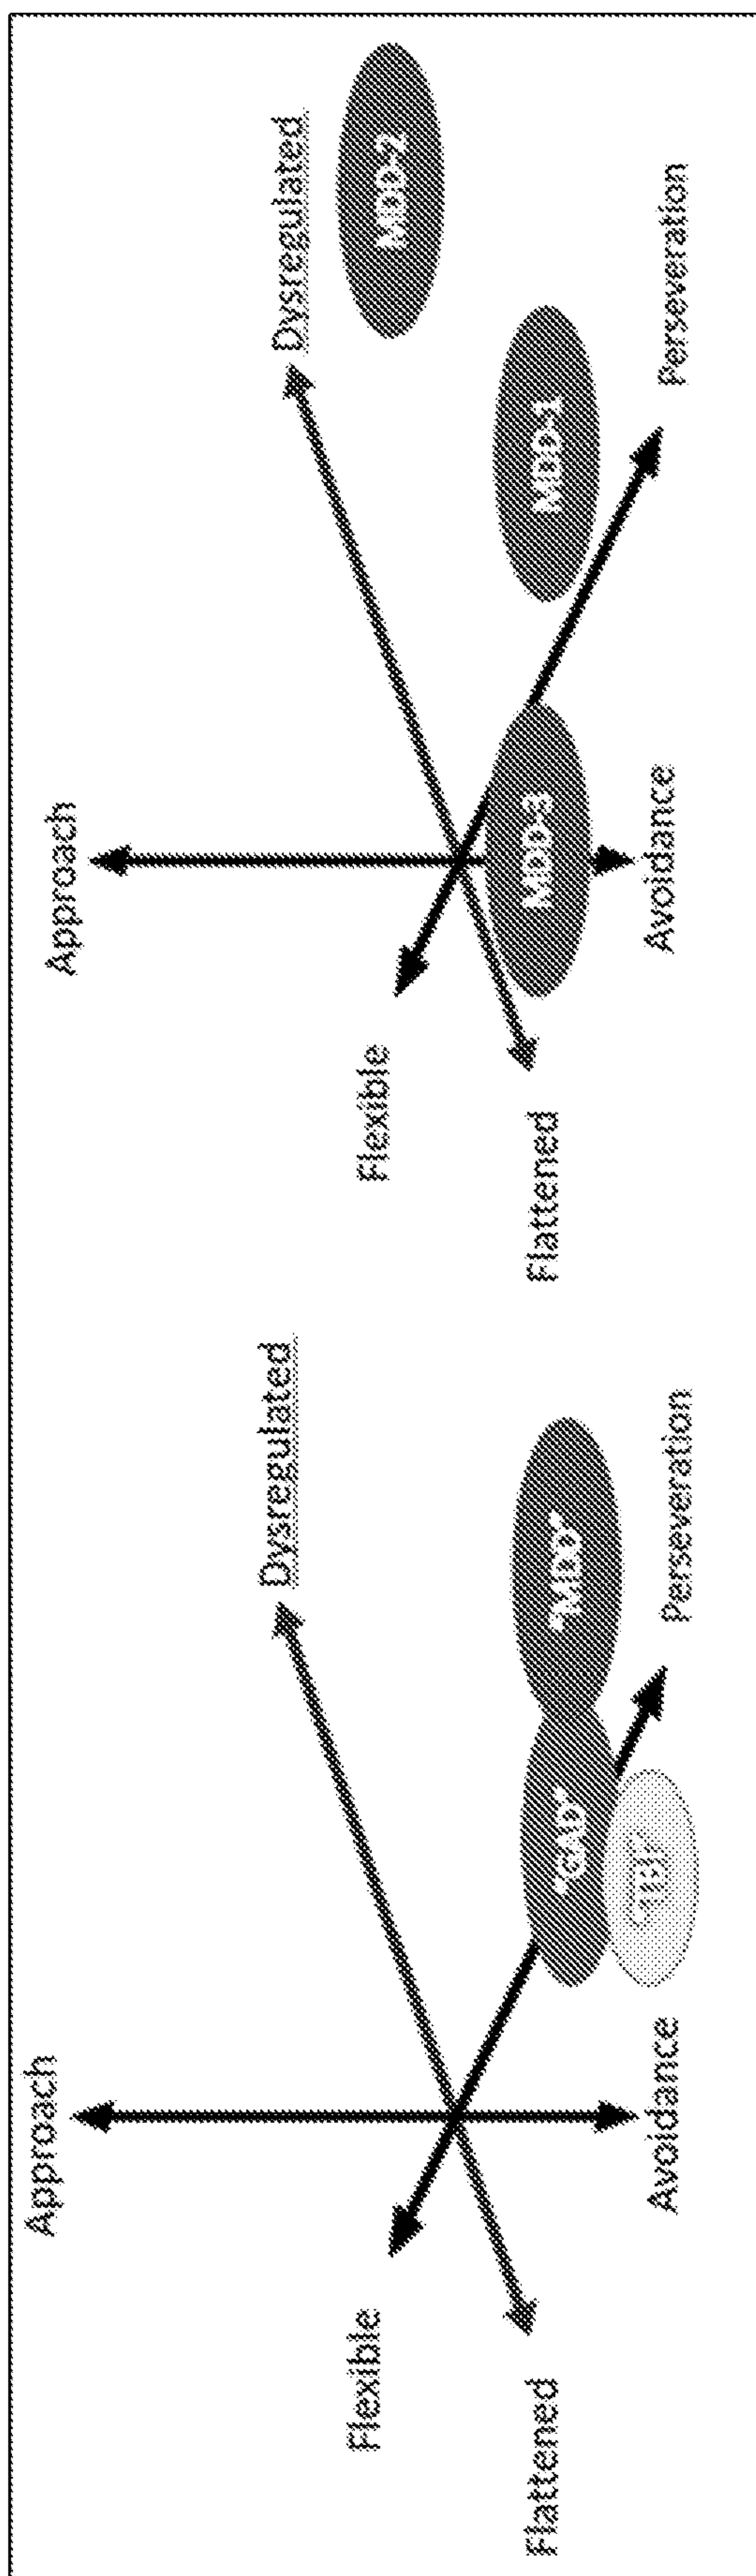 Approach
Dysregulated
Flexible
Flattened
"MDD"
"GAD"
"TBI"
Avoidance
Perseveration
Approach
Dysregulated
MDD-2
Flexible
MDD-1
MDD-3
Flattened
Avoidance
Perseveration